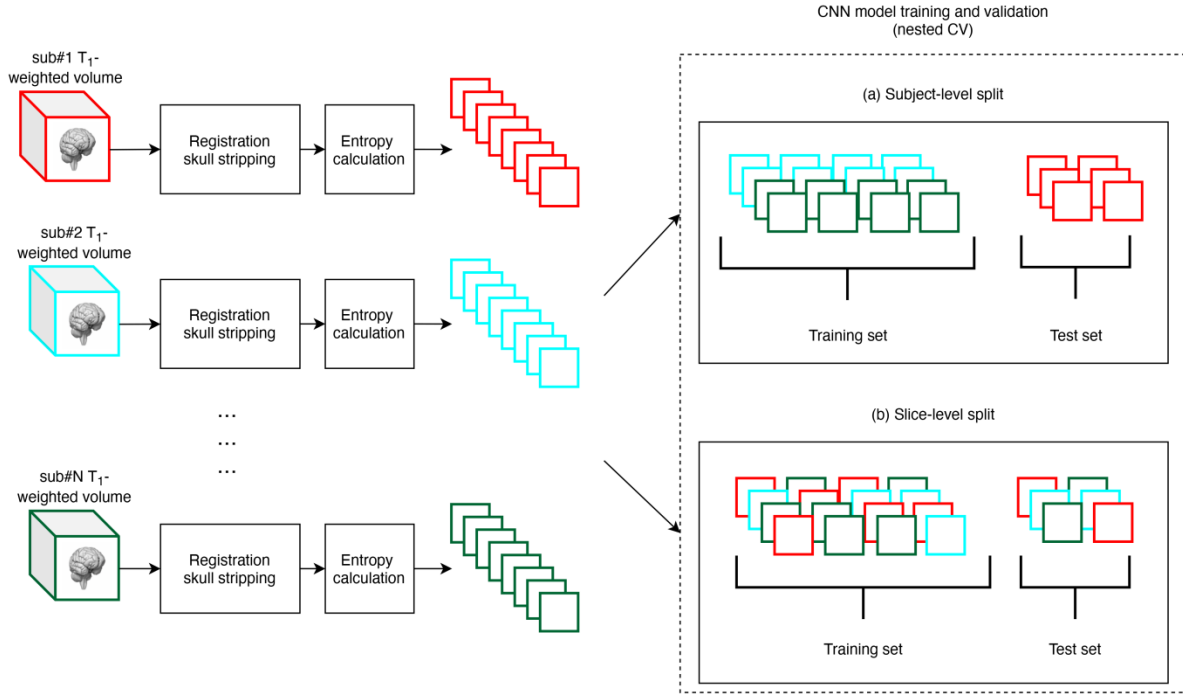 CNN model training and validation
(nested CV)
sub#1 T1-
weighted volume
Registration
skull stripping
Entropy
calculation
sub#2 T1-
weighted volume
Registration
skull stripping
Entropy
calculation
...
...
...
sub#N T1-
weighted volume
Registration
skull stripping
Entropy
calculation
(a) Subject-level split
Training set
Test set
(b) Slice-level split
Training set
Test set